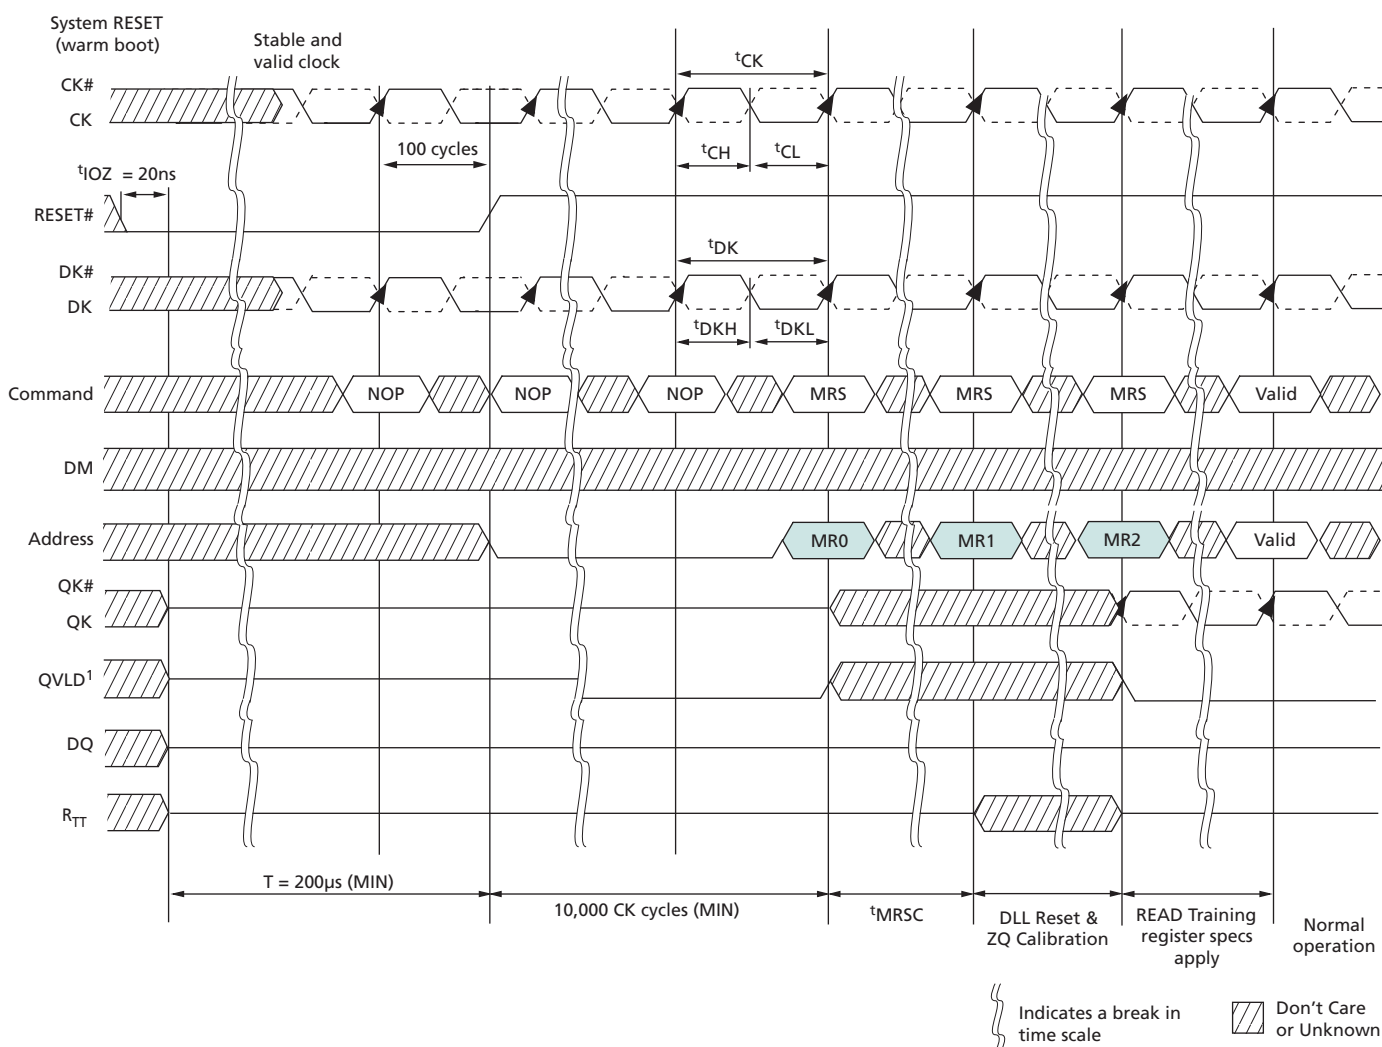 System RESET
(warm boot)
Stable and
valid clock
tCK
CK#
CK
100 cycles
tCH
tCL
tIOZ = 20ns
RESET#
tDK
DK#
DK
tDKH
tDKL
Command
NOP
NOP
NOP
MRS
MRS
MRS
Valid
DM
Address
MR0
MR1
MR2
Valid
QK#
QK
QVLD1
DQ
RTT
T = 200µs (MIN)
10,000 CK cycles (MIN)
tMRSC
DLL Reset &
ZQ Calibration
READ Training
register specs
apply
Normal
operation
Indicates a break in
time scale
Don't Care
or Unknown